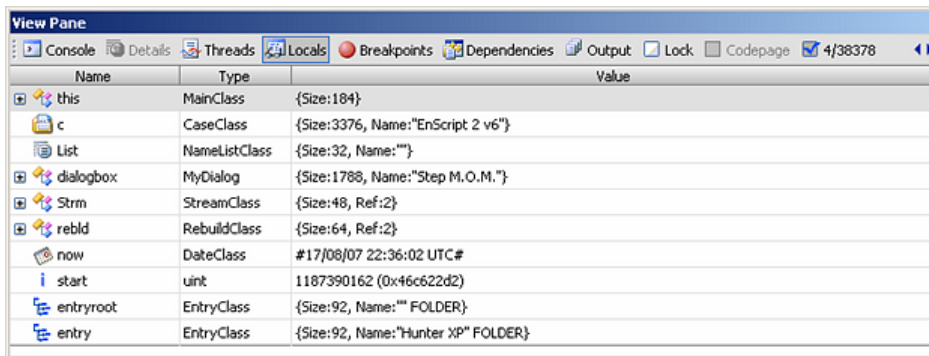 View Pane
Console Details Threads Locals Breakpoints Dependencies Output Lock Codepage 4/38378
Name Type Value
this MainClass {Size:184}
c CaseClass {Size:3376, Name:"EnScript 2 v6"}
List NameListClass {Size:32, Name:""}
dialogbox MyDialog {Size:1788, Name:"Step M.O.M."}
Strm StreamClass {Size:48, Ref:2}
rebld RebuildClass {Size:64, Ref:2}
now DateClass #17/08/07 22:36:02 UTC#
start uint 1187390162 (0x46c622d2)
entryroot EntryClass {Size:92, Name:"" FOLDER}
entry EntryClass {Size:92, Name:"Hunter XP" FOLDER}